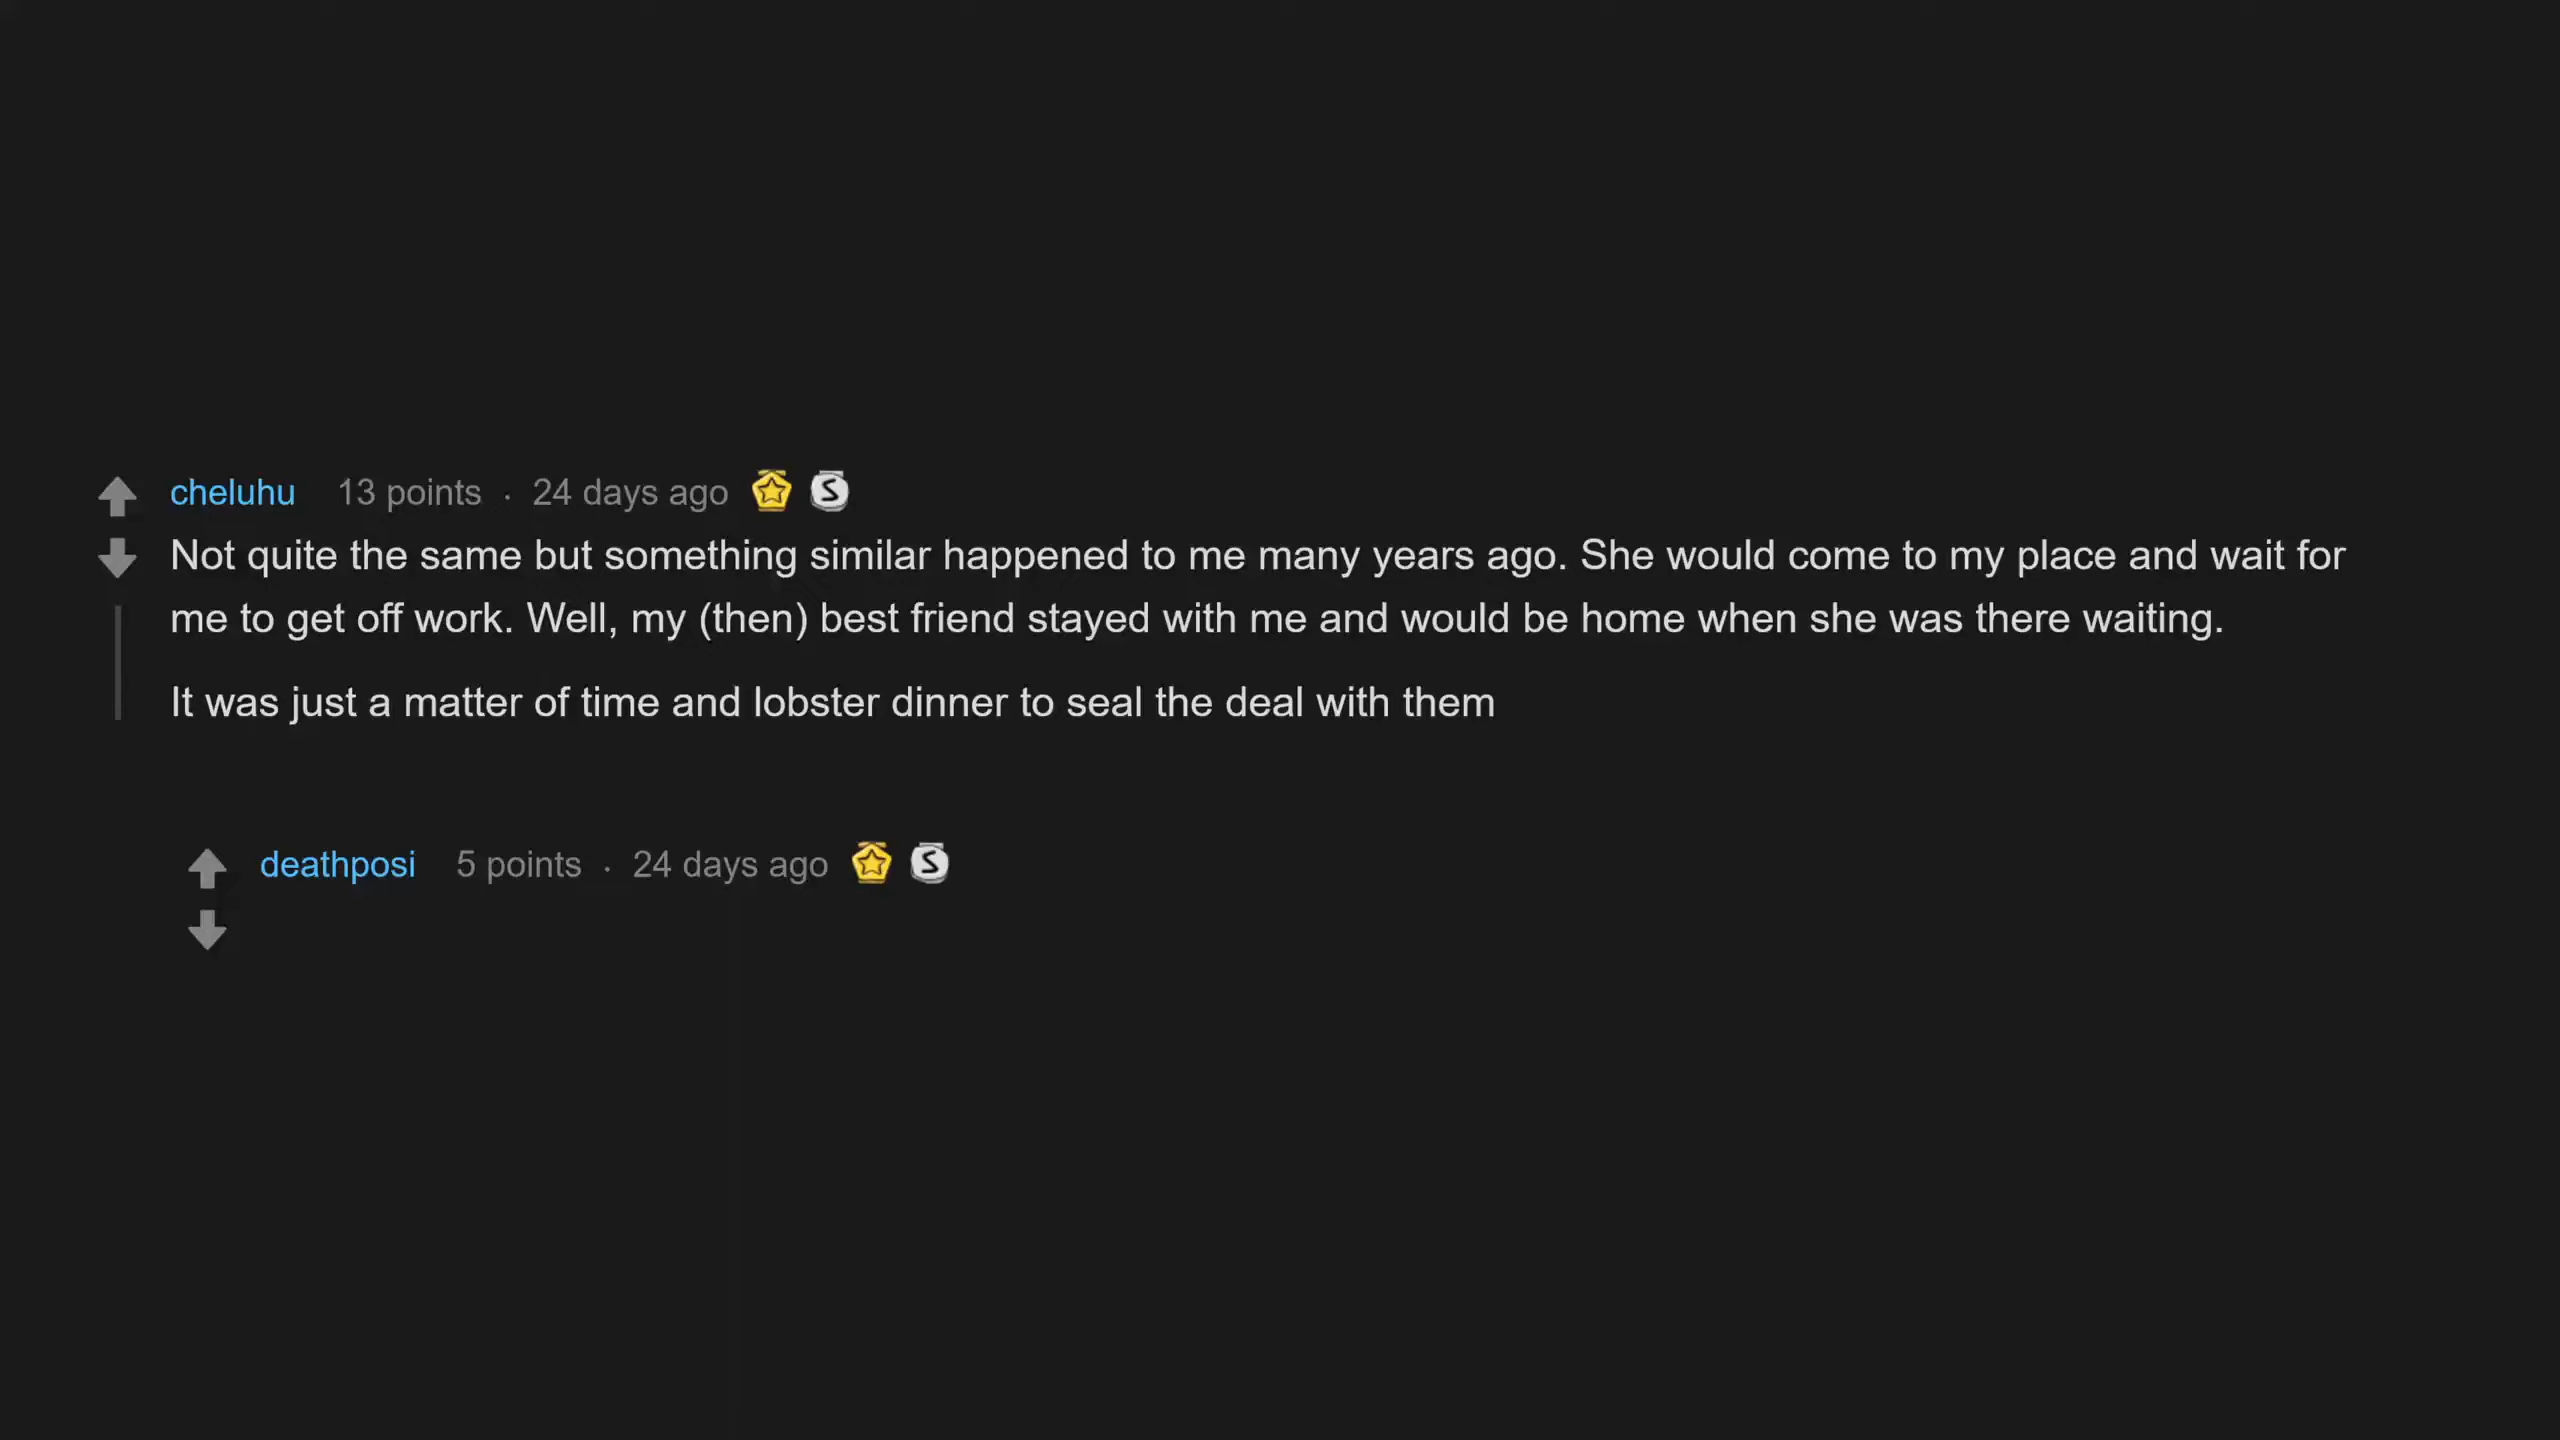 cheluhu 13 points · 24 days ago
Not quite the same but something similar happened to me many years ago. She would come to my place and wait for
me to get off work. Well, my (then) best friend stayed with me and would be home when she was there waiting.
It was just a matter of time and lobster dinner to seal the deal with them
deathposi 5 points · 24 days ago